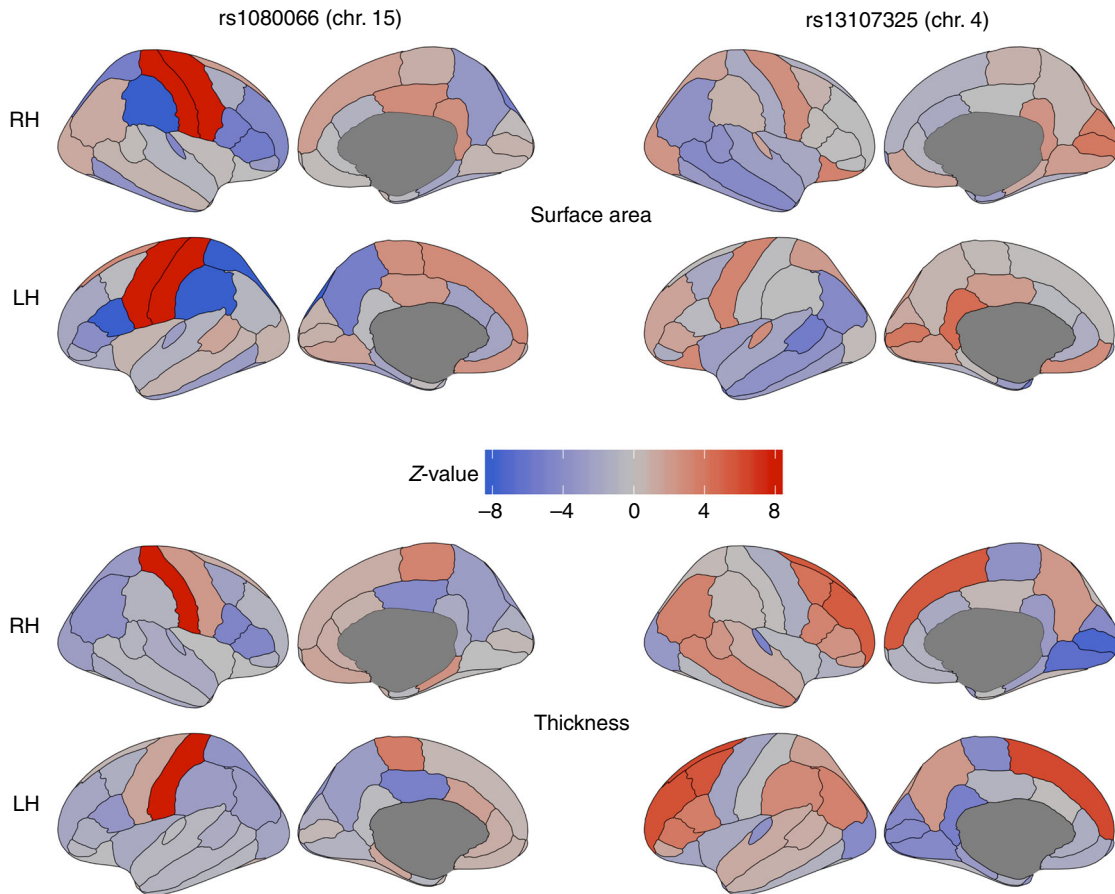 rs1080066 (chr. 15)
rs13107325 (chr. 4)
RH
Surface area
LH
Z-value
–8 –4 0 4 8
RH
Thickness
LH